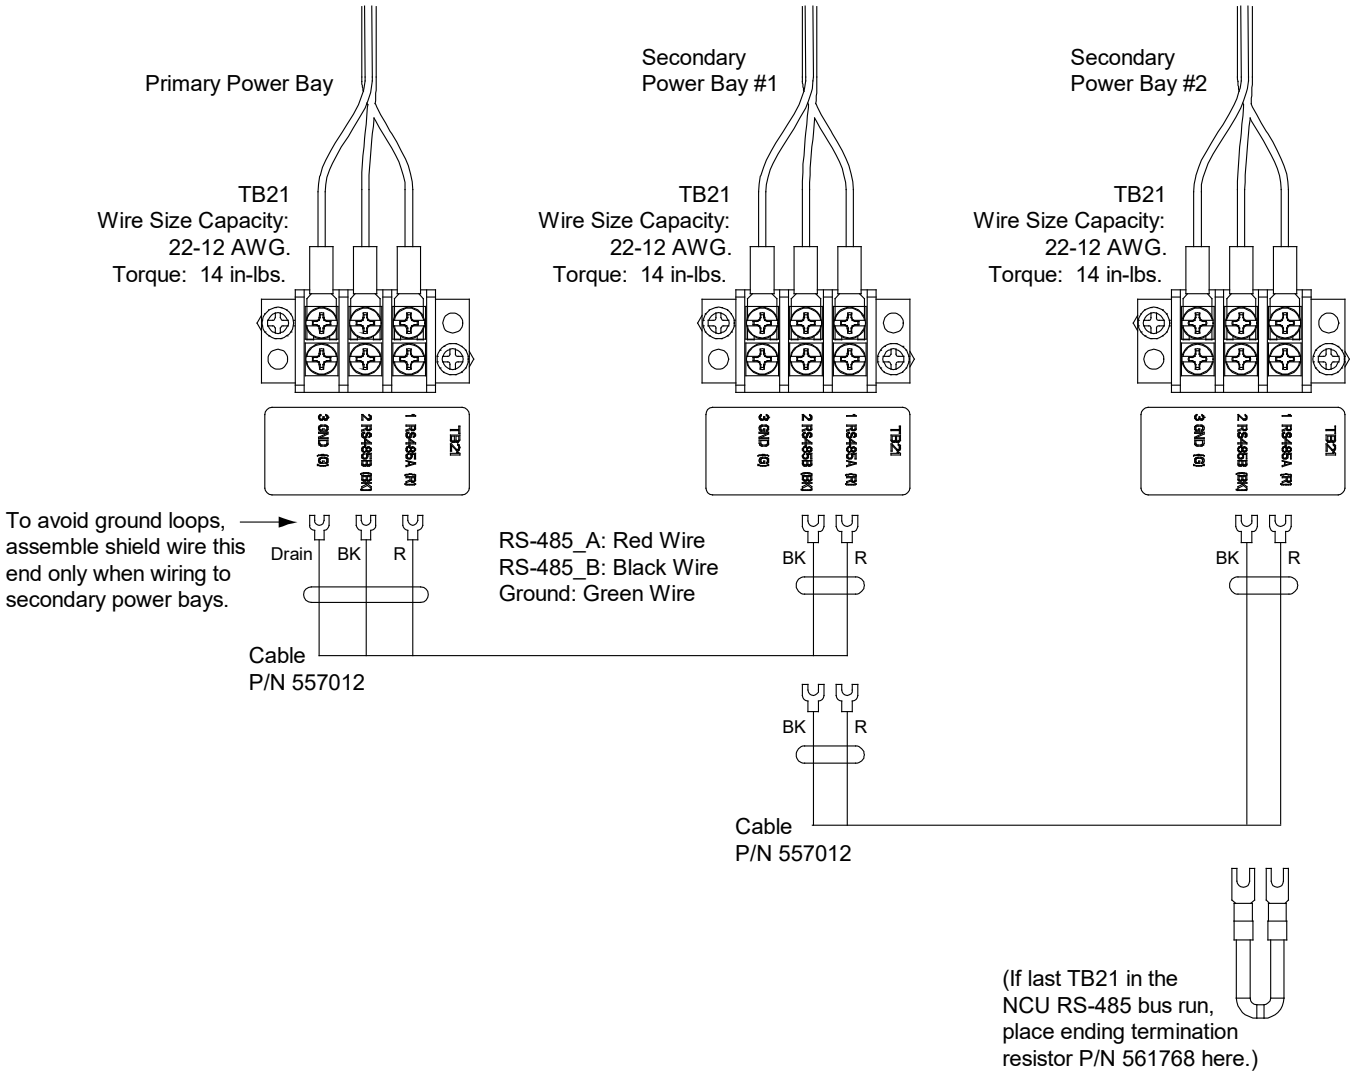 Primary Power Bay
Secondary
Power Bay #1
Secondary
Power Bay #2
TB21
Wire Size Capacity:
22-12 AWG.
Torque: 14 in-lbs.
TB21
Wire Size Capacity:
22-12 AWG.
Torque: 14 in-lbs.
TB21
Wire Size Capacity:
22-12 AWG.
Torque: 14 in-lbs.
TB21
1 RS485A (R)
2 RS485B (BK)
3 GND (G)
TB21
1 RS485A (R)
2 RS485B (BK)
3 GND (G)
TB21
1 RS485A (R)
2 RS485B (BK)
3 GND (G)
To avoid ground loops,
assemble shield wire this
end only when wiring to
secondary power bays.
Drain
BK
R
RS-485_A: Red Wire
RS-485_B: Black Wire
Ground: Green Wire
BK
R
BK
R
Cable
P/N 557012
BK
R
Cable
P/N 557012
(If last TB21 in the
NCU RS-485 bus run,
place ending termination
resistor P/N 561768 here.)